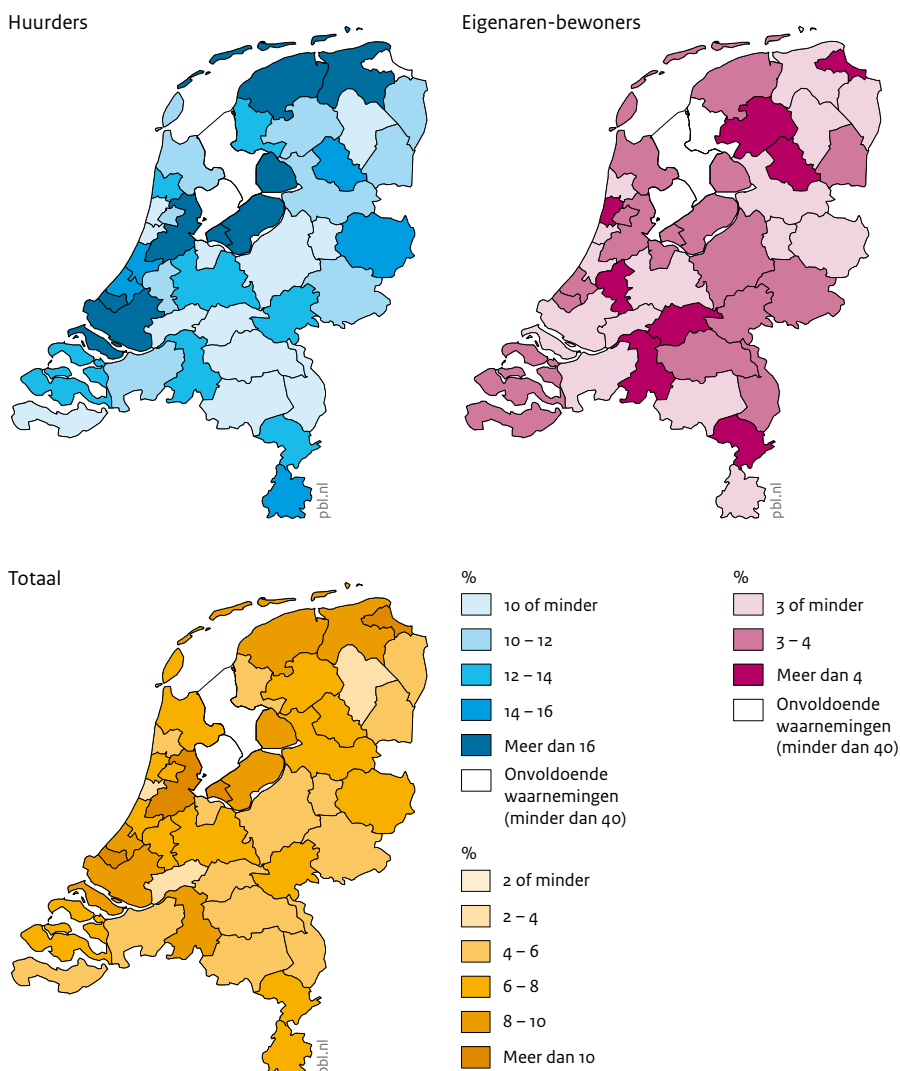 Huurders
Eigenaren-bewoners
pbl.nl
pbl.nl
Totaal
%
10 of minder
10 – 12
12 – 14
14 – 16
Meer dan 16
Onvoldoende
waarnemingen
(minder dan 40)
%
3 of minder
3 – 4
Meer dan 4
Onvoldoende
waarnemingen
(minder dan 40)
%
2 of minder
2 – 4
4 – 6
6 – 8
8 – 10
Meer dan 10
pbl.nl